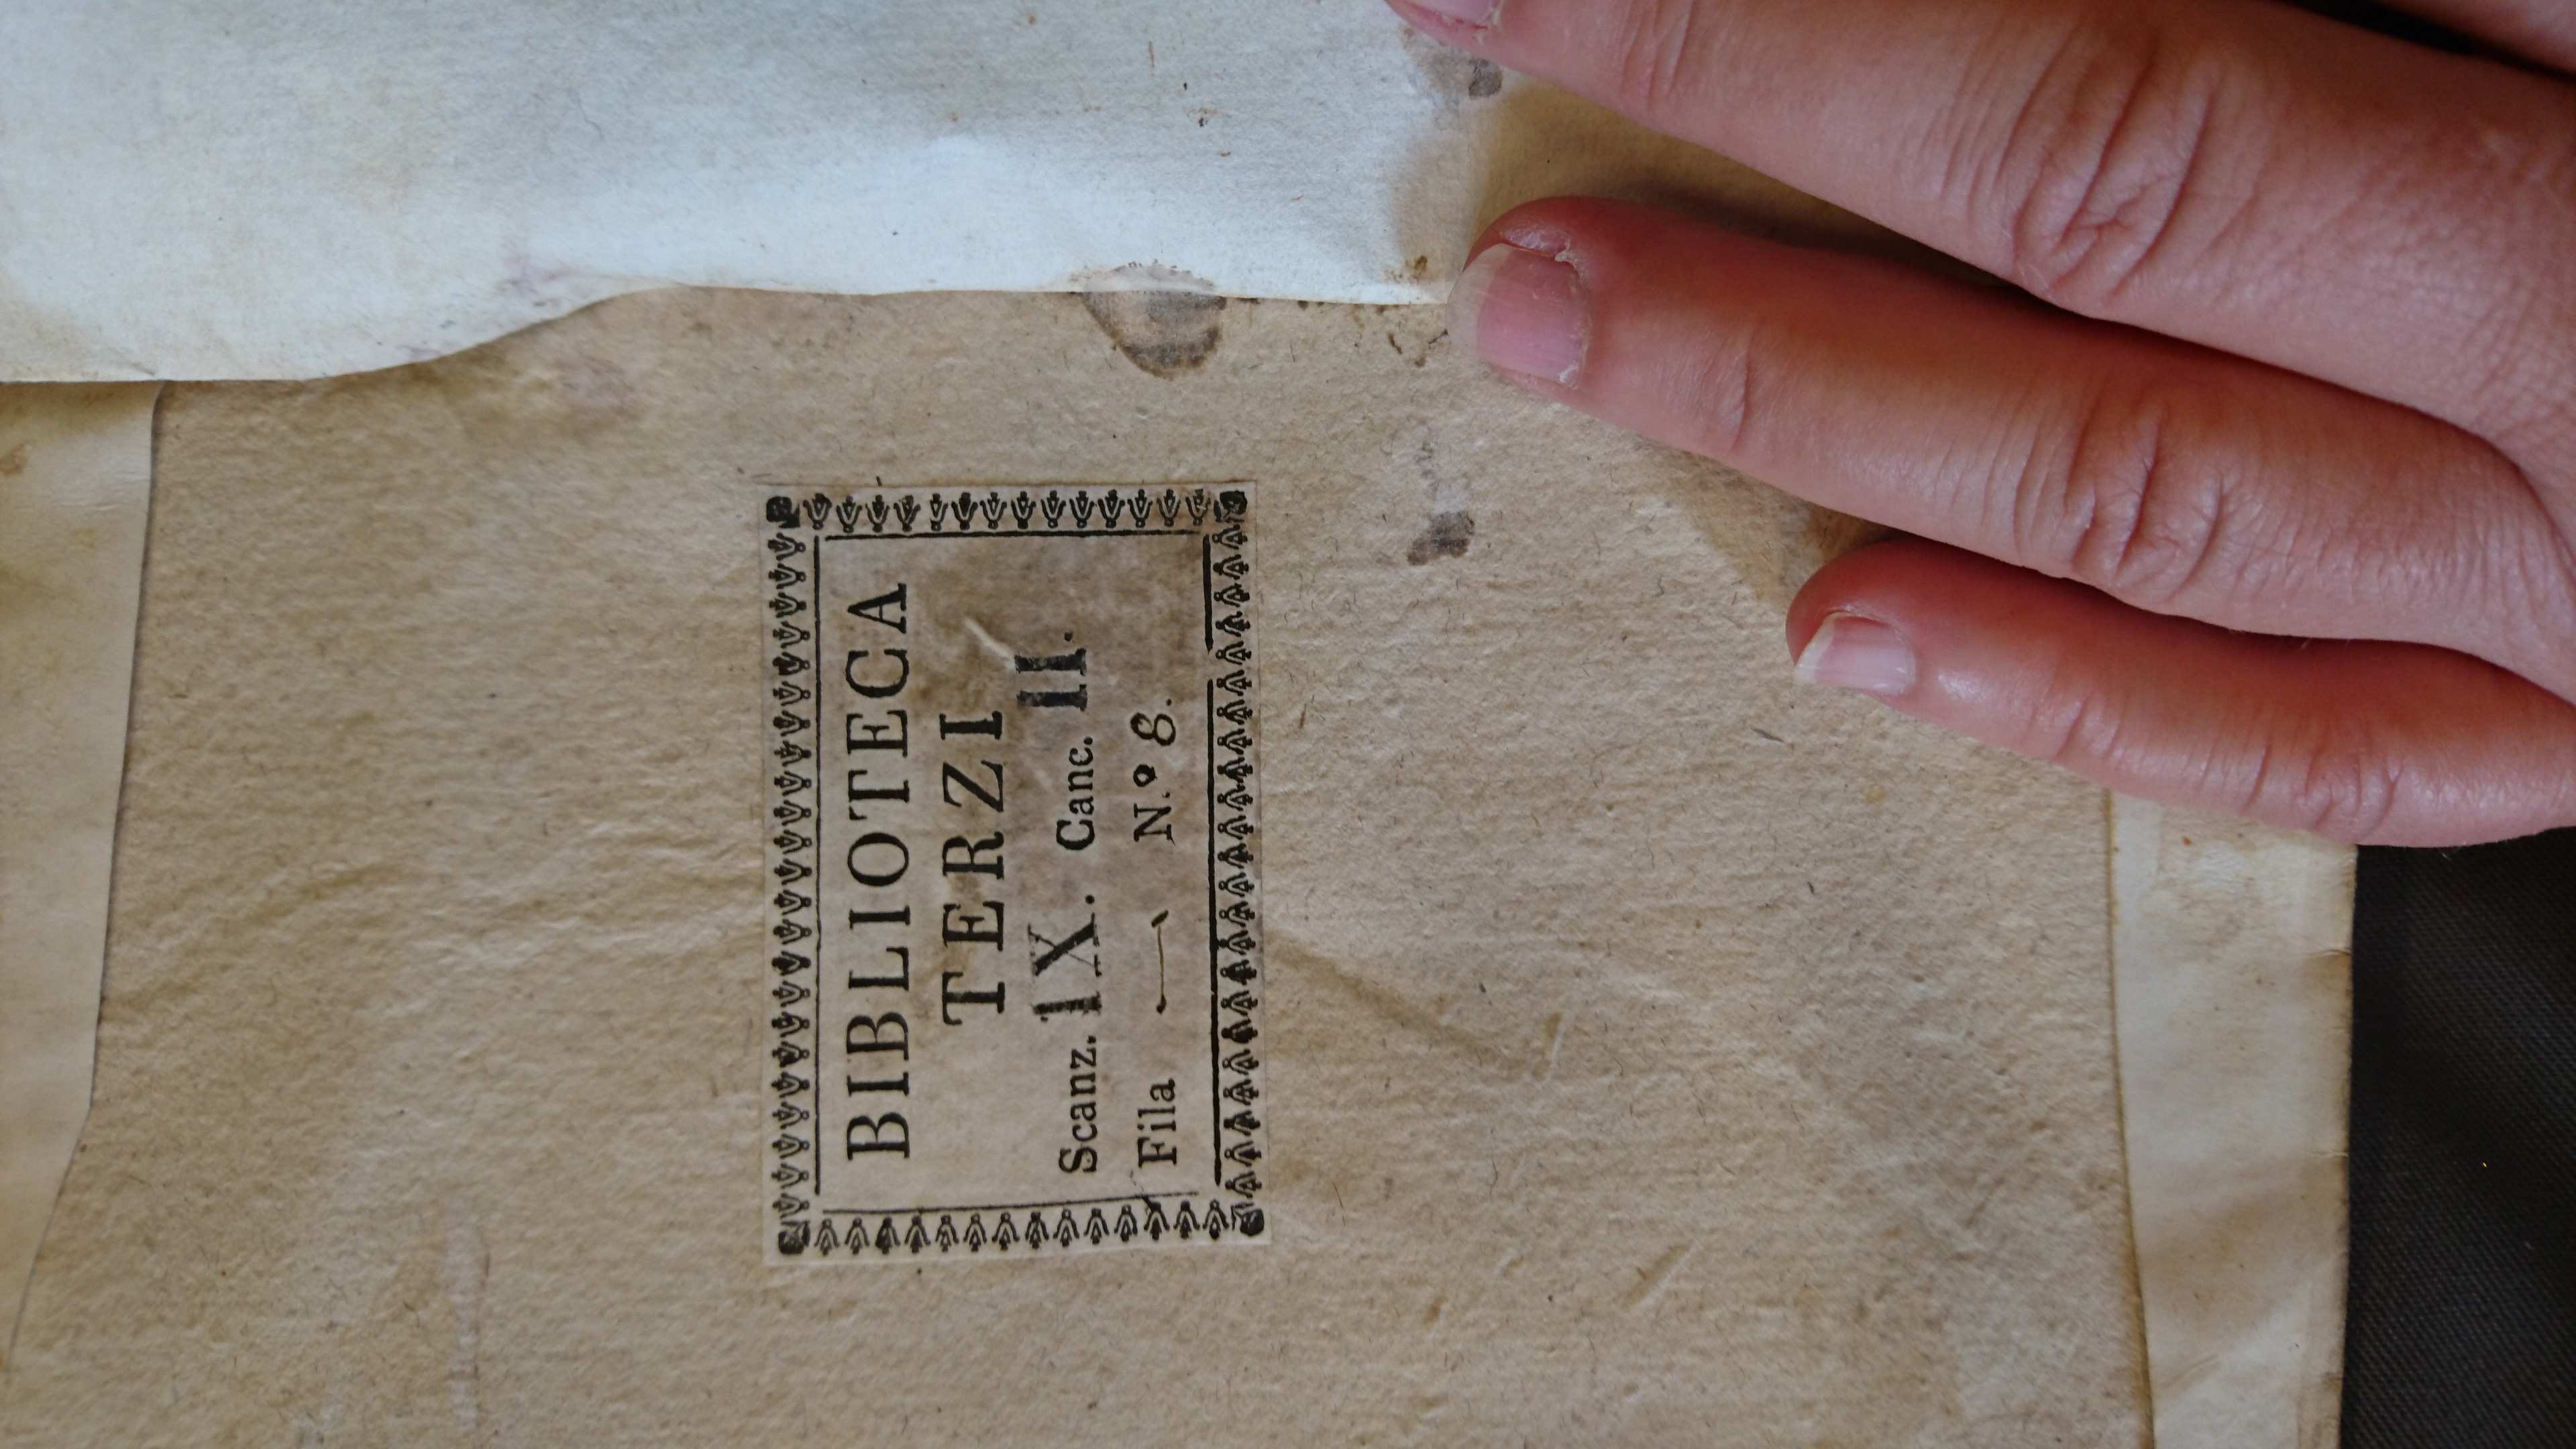 BIBLIOTECA
TERZI
Scanz. IX. Canc. II.
Fila — N.º 8.